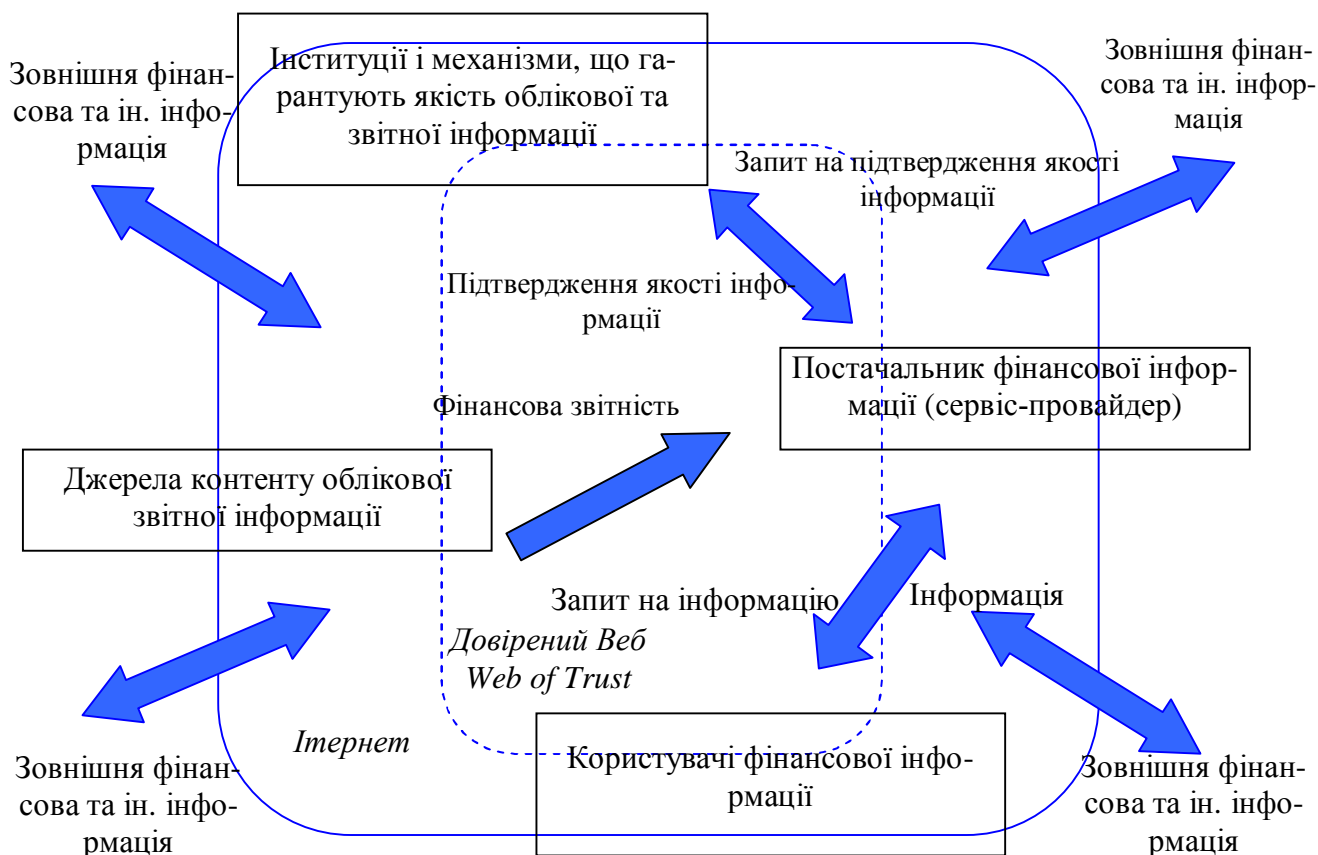 Зовнішня фінан-
сова та ін. інфо-
рмація
Інституції і механізми, що га-
рантують якість облікової та
звітної інформації
Зовнішня фінан-
сова та ін. інфор-
мація
Запит на підтвердження якості
інформації
Підтвердження якості інфо-
рмації
Постачальник фінансової інфор-
мації (сервіс-провайдер)
Фінансова звітність
Джерела контенту облікової
звітної інформації
Запит на інформацію
Інформація
Довірений Веб
Web of Trust
Імернет
Користувачі фінансової інфо-
рмації
Зовнішня фінан-
сова та ін. інфо-
рмація
Зовнішня фінан-
сова та ін. інфо-
рмація